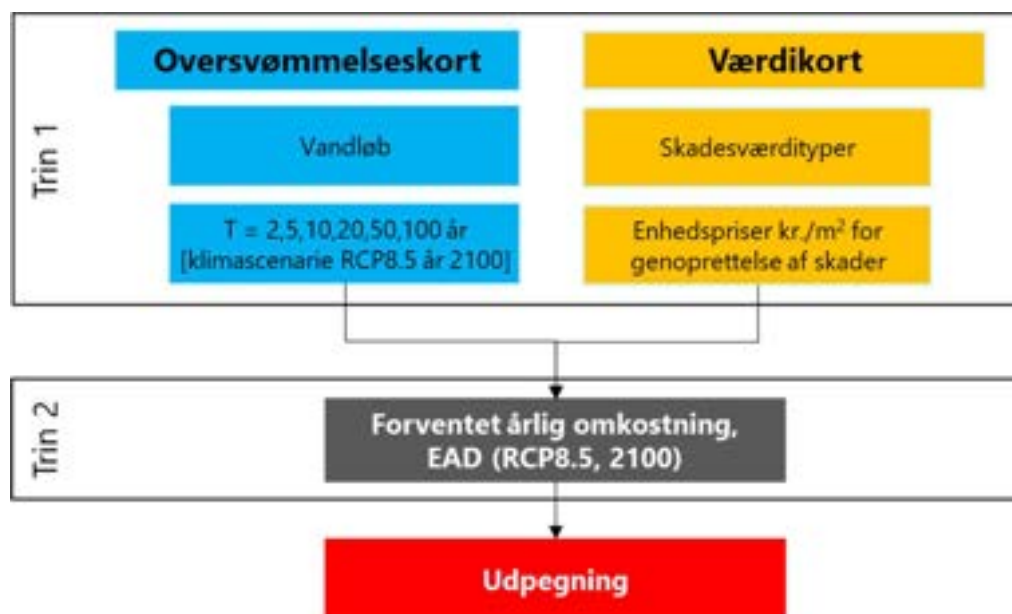 Trin 1
Oversvømmelseskort
Vandløb
T = 2,5,10,20,50,100 år
[klimascenarie RCP8.5 år 2100]
Værdikort
Skadesværdityper
Enhedspriser kr./m² for
genoprettelse af skader
Trin 2
Forventet årlig omkostning,
EAD (RCP8.5, 2100)
Udpegning